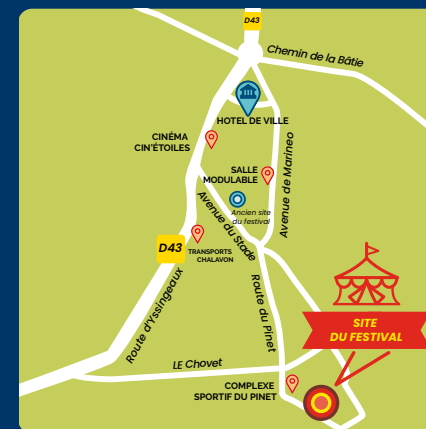 D43
Chemin de la Bâtie
HOTEL DE VILLE
CINÉMA
CIN'ÉTOILES
Avenue de Marineo
SALLE
MODULABLE
Ancien site
du festival
Avenue du Stade
D43
TRANSPORTS
CHALAVON
Route d'Yssingeaux
Route du Pinet
SITE
DU FESTIVAL
LE Chovet
COMPLEXE
SPORTIF DU PINET